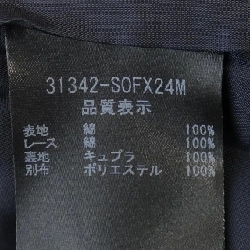 31342-SOFX24M
品質表示
表地 綿 100%
レース 綿 100%
裏地 キュプラ 100%
別布 ポリエステル 100%